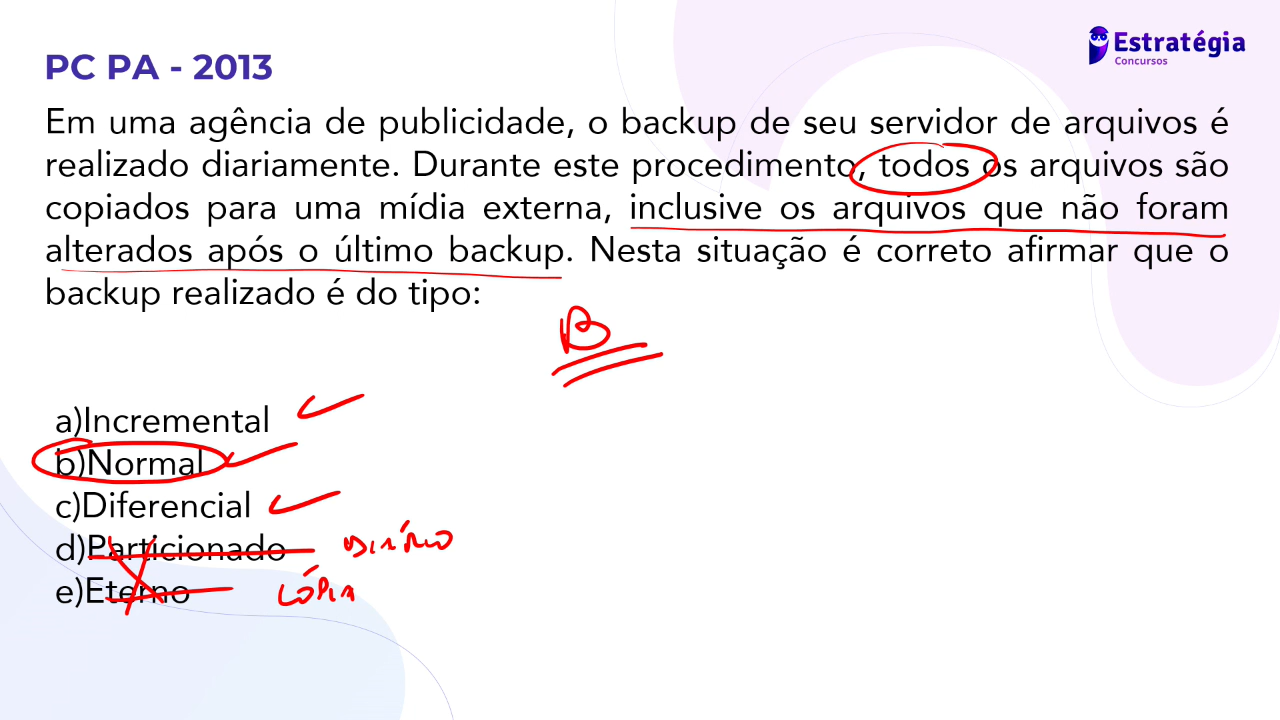 Estratégia
Concursos
PC PA - 2013
Em uma agência de publicidade, o backup de seu servidor de arquivos é
realizado diariamente. Durante este procedimento, todos os arquivos são
copiados para uma mídia externa, inclusive os arquivos que não foram
alterados após o último backup. Nesta situação é correto afirmar que o
backup realizado é do tipo:
B
a)Incremental
b)Normal
c)Diferencial
d)Particionado DIÁRIO
e)Eterno CÓPIA